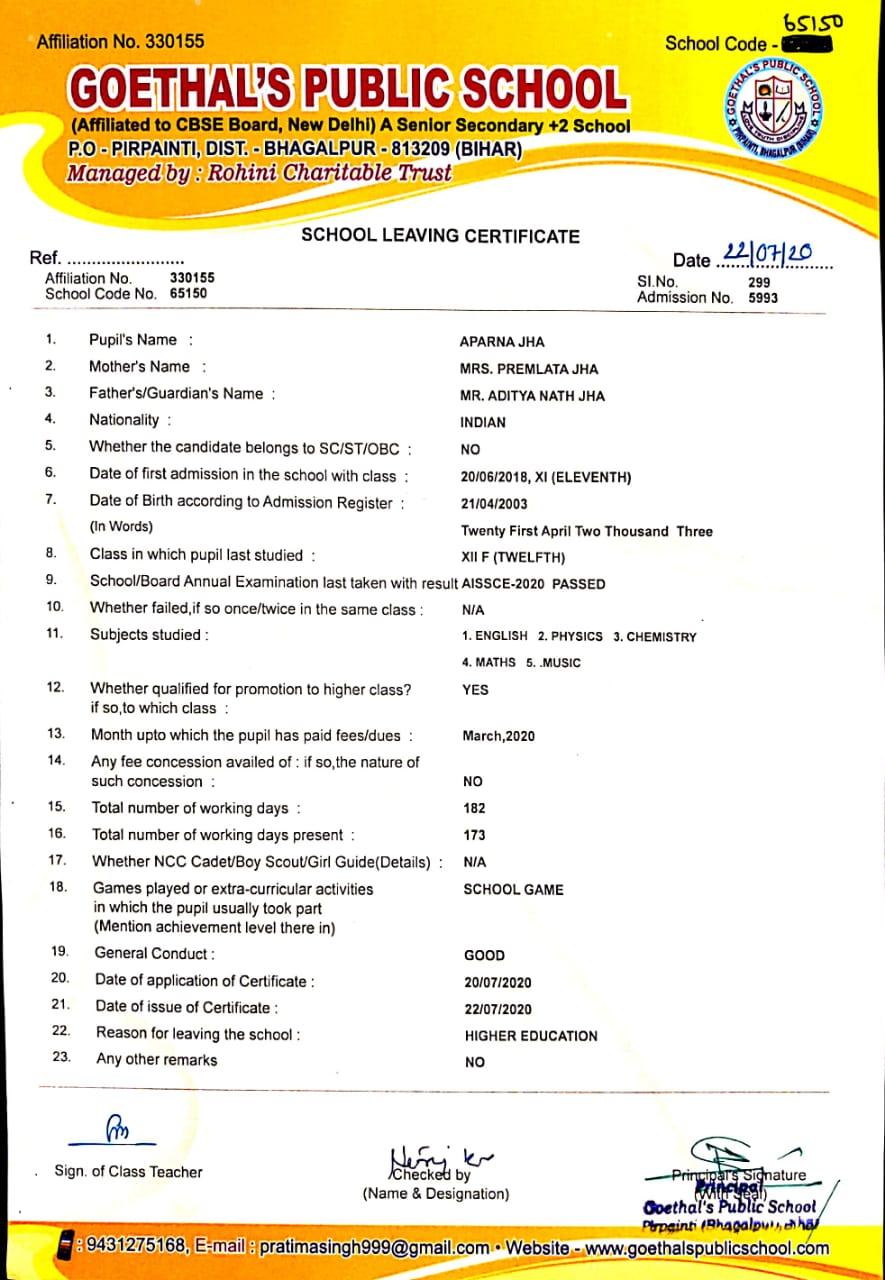 65150
Affiliation No. 330155
School Code -
GOETHAL'S PUBLIC SCHOOL
(Affiliated to CBSE Board, New Delhi) A Senior Secondary +2 School
P.O - PIRPAINTI, DIST. - BHAGALPUR - 813209 (BIHAR)
Managed by : Rohini Charitable Trust
GOETHAL'S PUBLIC SCHOOL
PIRPAINTI, BHAGALPUR (BIHAR)
SCHOOL LEAVING CERTIFICATE
Ref. ........................
Date 22/07/20
Affiliation No. 330155
School Code No. 65150
Sl.No. 299
Admission No. 5993
1. Pupil's Name : APARNA JHA
2. Mother's Name : MRS. PREMLATA JHA
3. Father's/Guardian's Name : MR. ADITYA NATH JHA
4. Nationality : INDIAN
5. Whether the candidate belongs to SC/ST/OBC : NO
6. Date of first admission in the school with class : 20/06/2018, XI (ELEVENTH)
7. Date of Birth according to Admission Register : 21/04/2003
(In Words) Twenty First April Two Thousand Three
8. Class in which pupil last studied : XII F (TWELFTH)
9. School/Board Annual Examination last taken with result AISSCE-2020 PASSED
10. Whether failed,if so once/twice in the same class : N/A
11. Subjects studied : 1. ENGLISH 2. PHYSICS 3. CHEMISTRY
4. MATHS 5. .MUSIC
12. Whether qualified for promotion to higher class? YES
if so,to which class :
13. Month upto which the pupil has paid fees/dues : March,2020
14. Any fee concession availed of : if so,the nature of
such concession : NO
15. Total number of working days : 182
16. Total number of working days present : 173
17. Whether NCC Cadet/Boy Scout/Girl Guide(Details) : N/A
18. Games played or extra-curricular activities SCHOOL GAME
in which the pupil usually took part
(Mention achievement level there in)
19. General Conduct : GOOD
20. Date of application of Certificate : 20/07/2020
21. Date of issue of Certificate : 22/07/2020
22. Reason for leaving the school : HIGHER EDUCATION
23. Any other remarks NO
Sign. of Class Teacher
Checked by
(Name & Designation)
Principal's Signature
(With Seal)
Principal
Goethal's Public School
Pirpainti (Bhagalpur), Bihar
: 9431275168, E-mail : pratimasingh999@gmail.com • Website - www.goethalspublicschool.com